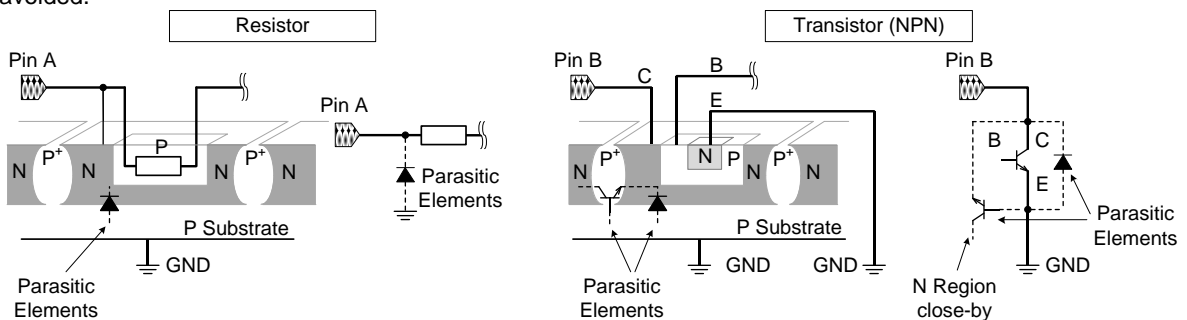 avoided.
Resistor
Transistor (NPN)
Pin A
Pin A
N
P+
N
P
N
P+
N
Parasitic
Elements
P Substrate
GND
Parasitic
Elements
Pin B
C
B
E
N
P+
N
N
P
N
P+
N
P Substrate
GND
GND
Parasitic
Elements
Pin B
B
C
E
Parasitic
Elements
GND
N Region
close-by